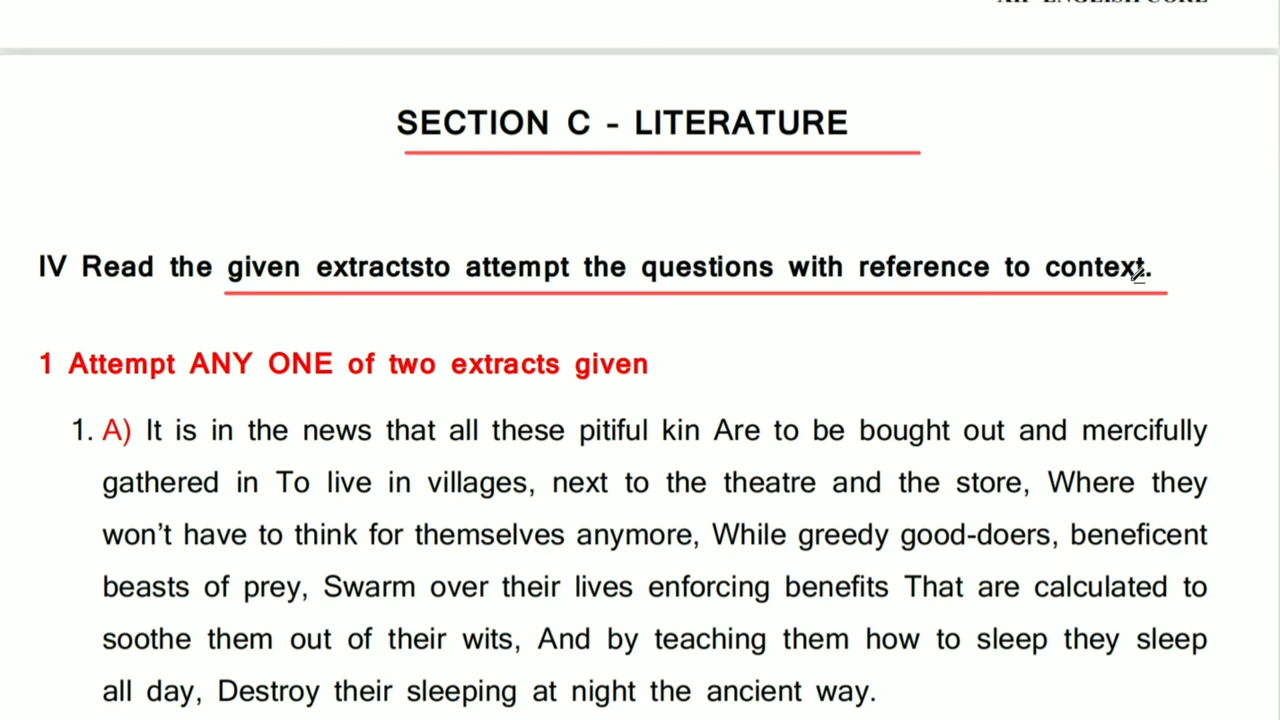 SECTION C - LITERATURE
IV Read the given extractsto attempt the questions with reference to context.
1 Attempt ANY ONE of two extracts given
1. A) It is in the news that all these pitiful kin Are to be bought out and mercifully
gathered in To live in villages, next to the theatre and the store, Where they
won't have to think for themselves anymore, While greedy good-doers, beneficent
beasts of prey, Swarm over their lives enforcing benefits That are calculated to
soothe them out of their wits, And by teaching them how to sleep they sleep
all day, Destroy their sleeping at night the ancient way.